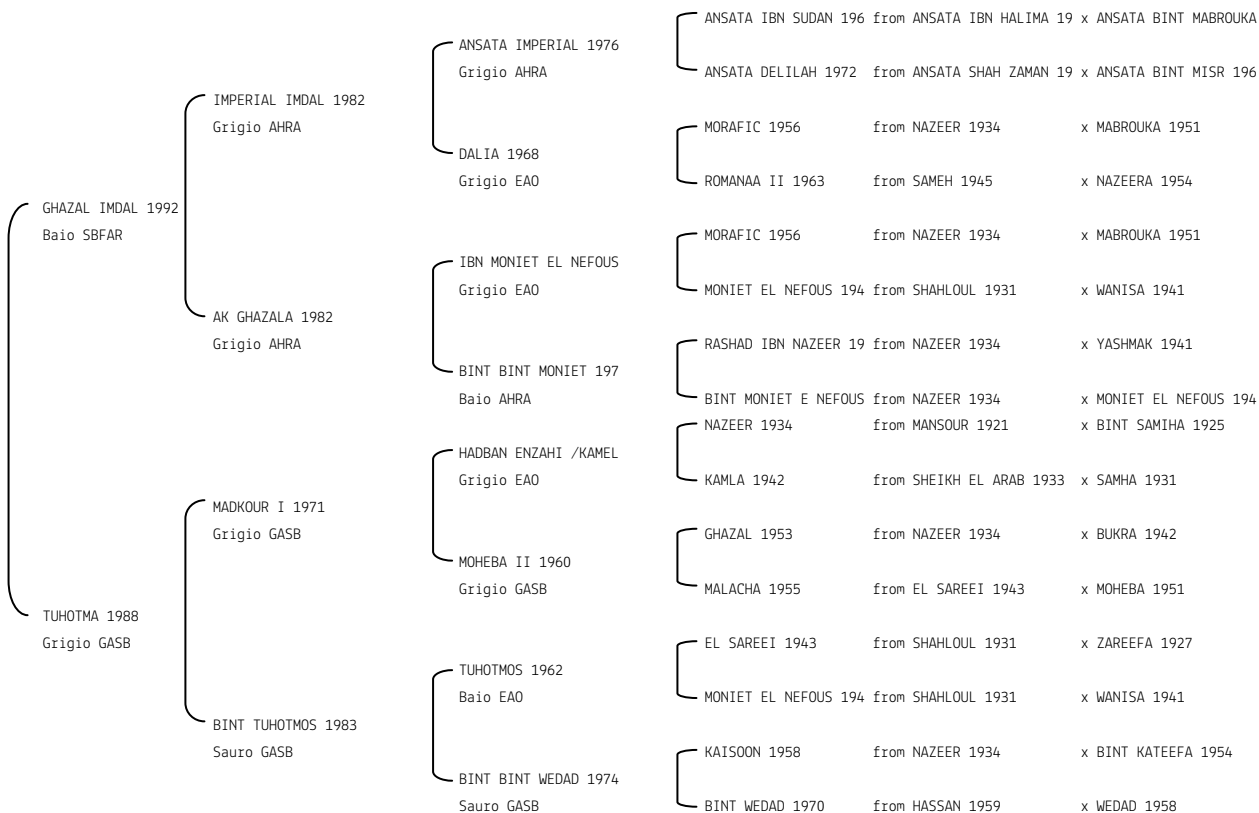 ANSATA IBN SUDAN 196 from ANSATA IBN HALIMA 19 x ANSATA BINT MABROUKA
ANSATA IMPERIAL 1976
Grigio AHRA
ANSATA DELILAH 1972 from ANSATA SHAH ZAMAN 19 x ANSATA BINT MISR 196
IMPERIAL IMDAL 1982
Grigio AHRA
MORAFIC 1956 from NAZEER 1934 x MABROUKA 1951
DALIA 1968
Grigio EAO
ROMANAA II 1963 from SAMEH 1945 x NAZEERA 1954
GHAZAL IMDAL 1992
Baio SBFAR
MORAFIC 1956 from NAZEER 1934 x MABROUKA 1951
IBN MONIET EL NEFOUS
Grigio EAO
MONIET EL NEFOUS 194 from SHAHLOUL 1931 x WANISA 1941
AK GHAZALA 1982
Grigio AHRA
RASHAD IBN NAZEER 19 from NAZEER 1934 x YASHMAK 1941
BINT BINT MONIET 197
Baio AHRA
BINT MONIET E NEFOUS from NAZEER 1934 x MONIET EL NEFOUS 194
NAZEER 1934 from MANSOUR 1921 x BINT SAMIHA 1925
HADBAN ENZAHI /KAMEL
Grigio EAO
KAMLA 1942 from SHEIKH EL ARAB 1933 x SAMHA 1931
MADKOUR I 1971
Grigio GASB
GHAZAL 1953 from NAZEER 1934 x BUKRA 1942
MOHEBA II 1960
Grigio GASB
MALACHA 1955 from EL SAREEI 1943 x MOHEBA 1951
TUHOTMA 1988
Grigio GASB
EL SAREEI 1943 from SHAHLOUL 1931 x ZAREEFA 1927
TUHOTMOS 1962
Baio EAO
MONIET EL NEFOUS 194 from SHAHLOUL 1931 x WANISA 1941
BINT TUHOTMOS 1983
Sauro GASB
KAISOON 1958 from NAZEER 1934 x BINT KATEEFA 1954
BINT BINT WEDAD 1974
Sauro GASB
BINT WEDAD 1970 from HASSAN 1959 x WEDAD 1958